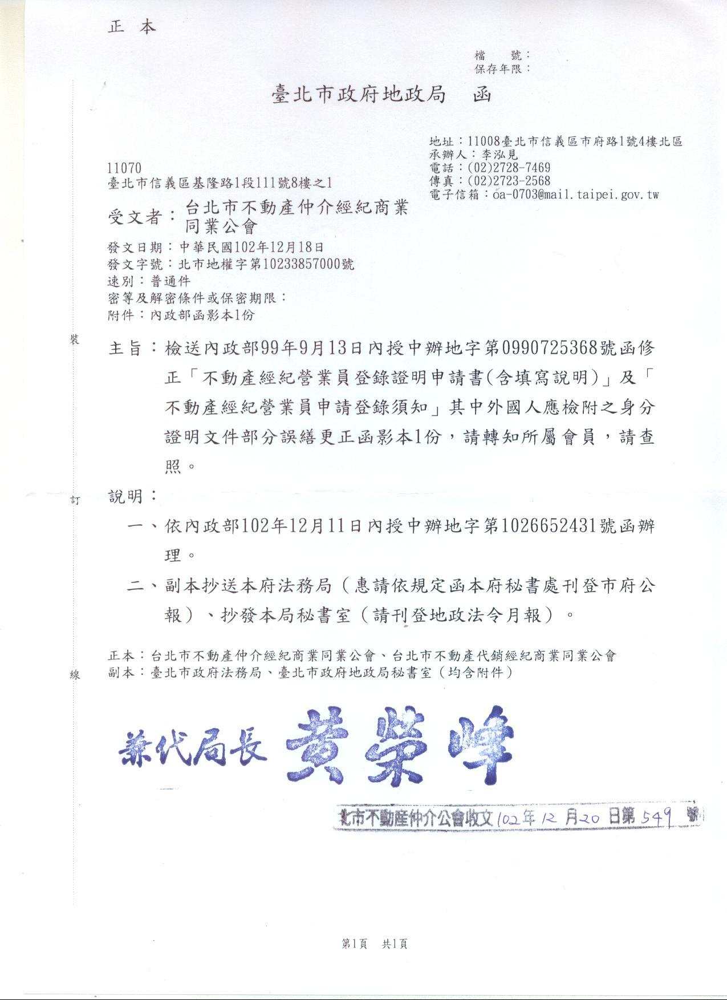 正本
檔　　號：
保存年限：
臺北市政府地政局　函
地址：11008臺北市信義區市府路1號4樓北區
承辦人：李泓見
電話：(02)2728-7469
傳真：(02)2723-2568
電子信箱：oa-0703@mail.taipei.gov.tw
11070
臺北市信義區基隆路1段111號8樓之1
受文者：台北市不動產仲介經紀商業
同業公會
發文日期：中華民國102年12月18日
發文字號：北市地權字第10233857000號
速別：普通件
密等及解密條件或保密期限：
附件：內政部函影本1份
主旨：檢送內政部99年9月13日內授中辦地字第0990725368號函修
正「不動產經紀營業員登錄證明申請書(含填寫說明)」及「
不動產經紀營業員申請登錄須知」其中外國人應檢附之身分
證明文件部分誤繕更正函影本1份，請轉知所屬會員，請查
照。
說明：
一、依內政部102年12月11日內授中辦地字第1026652431號函辦
理。
二、副本抄送本府法務局（惠請依規定函本府秘書處刊登市府公
報）、抄發本局秘書室（請刊登地政法令月報）。
正本：台北市不動產仲介經紀商業同業公會、台北市不動產代銷經紀商業同業公會
副本：臺北市政府法務局、臺北市政府地政局秘書室（均含附件）
裝
訂
線
兼代局長 黃榮峰
北市不動產仲介公會收文102年12月20日第549號
第1頁　共1頁